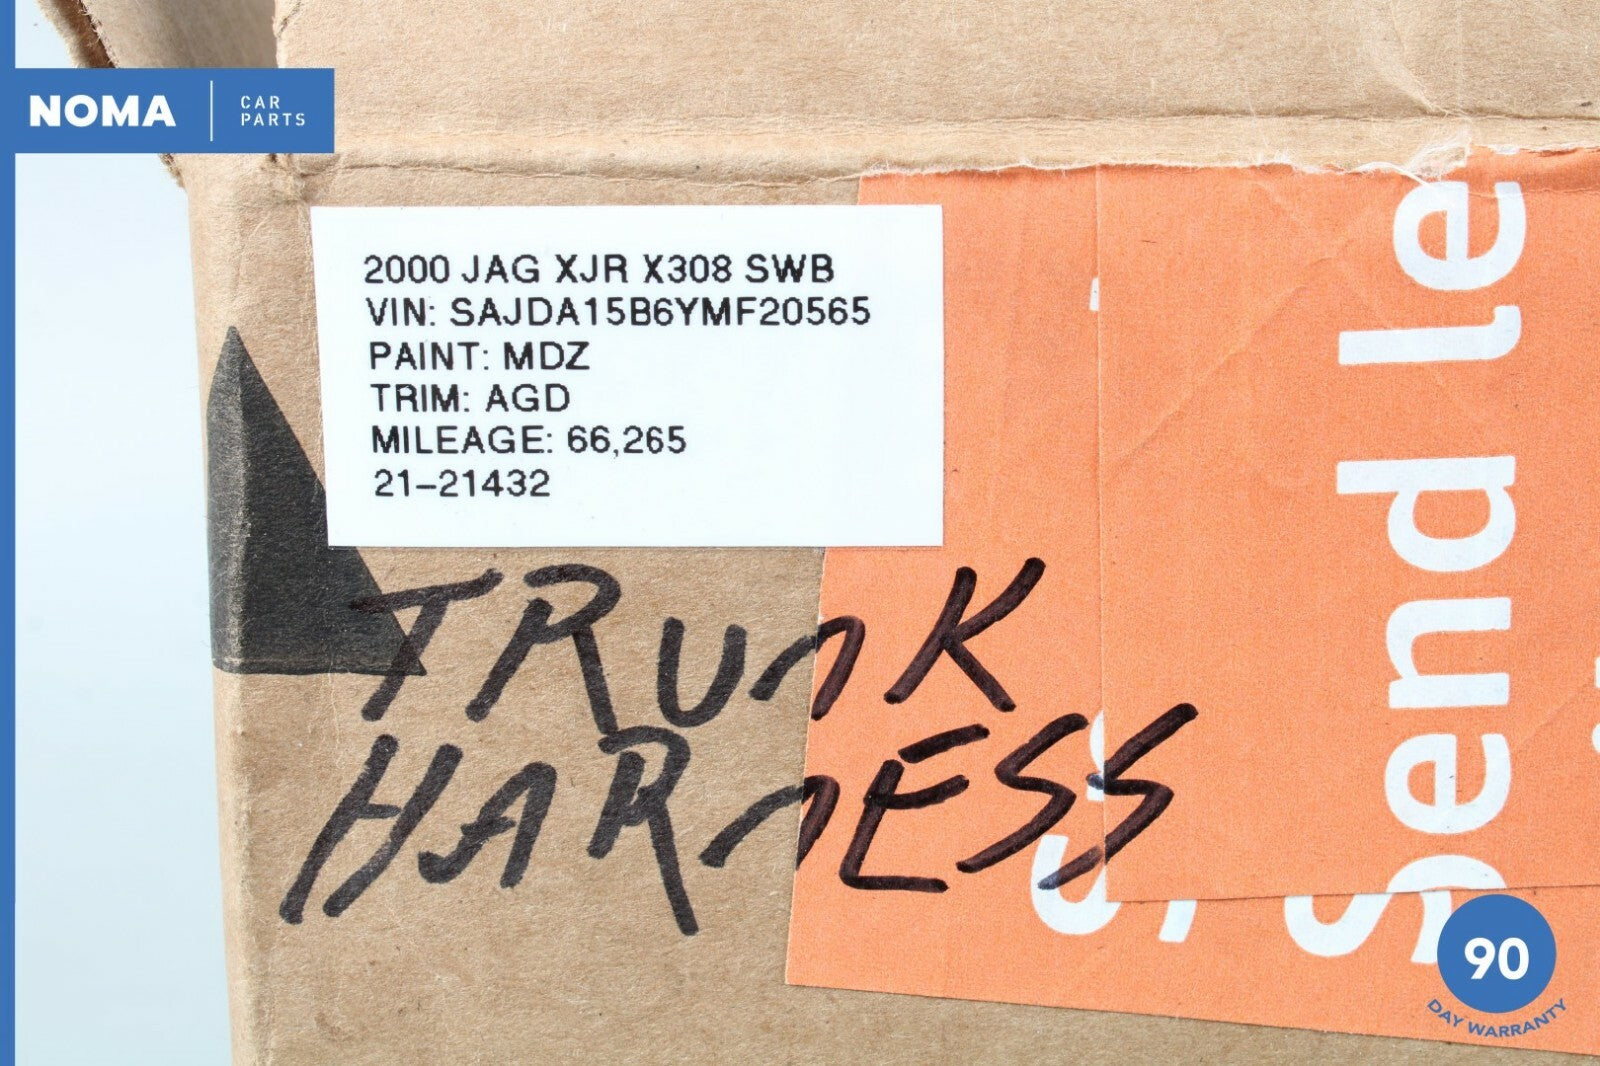 NOMA
CAR
PARTS
2000 JAG XJR X308 SWB
VIN: SAJDA15B6YMF20565
PAINT: MDZ
TRIM: AGD
MILEAGE: 66,265
21-21432
TRUnK
HARnESS
Send le
90
DAY WARRANTY